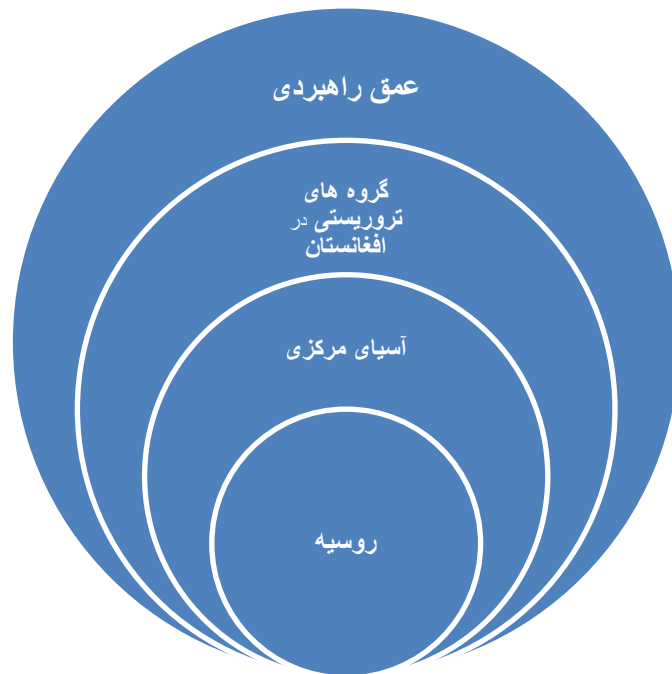 عمق راهبردی
گروه های
تروریستی در
افغانستان
آسیای مرکزی
روسیه